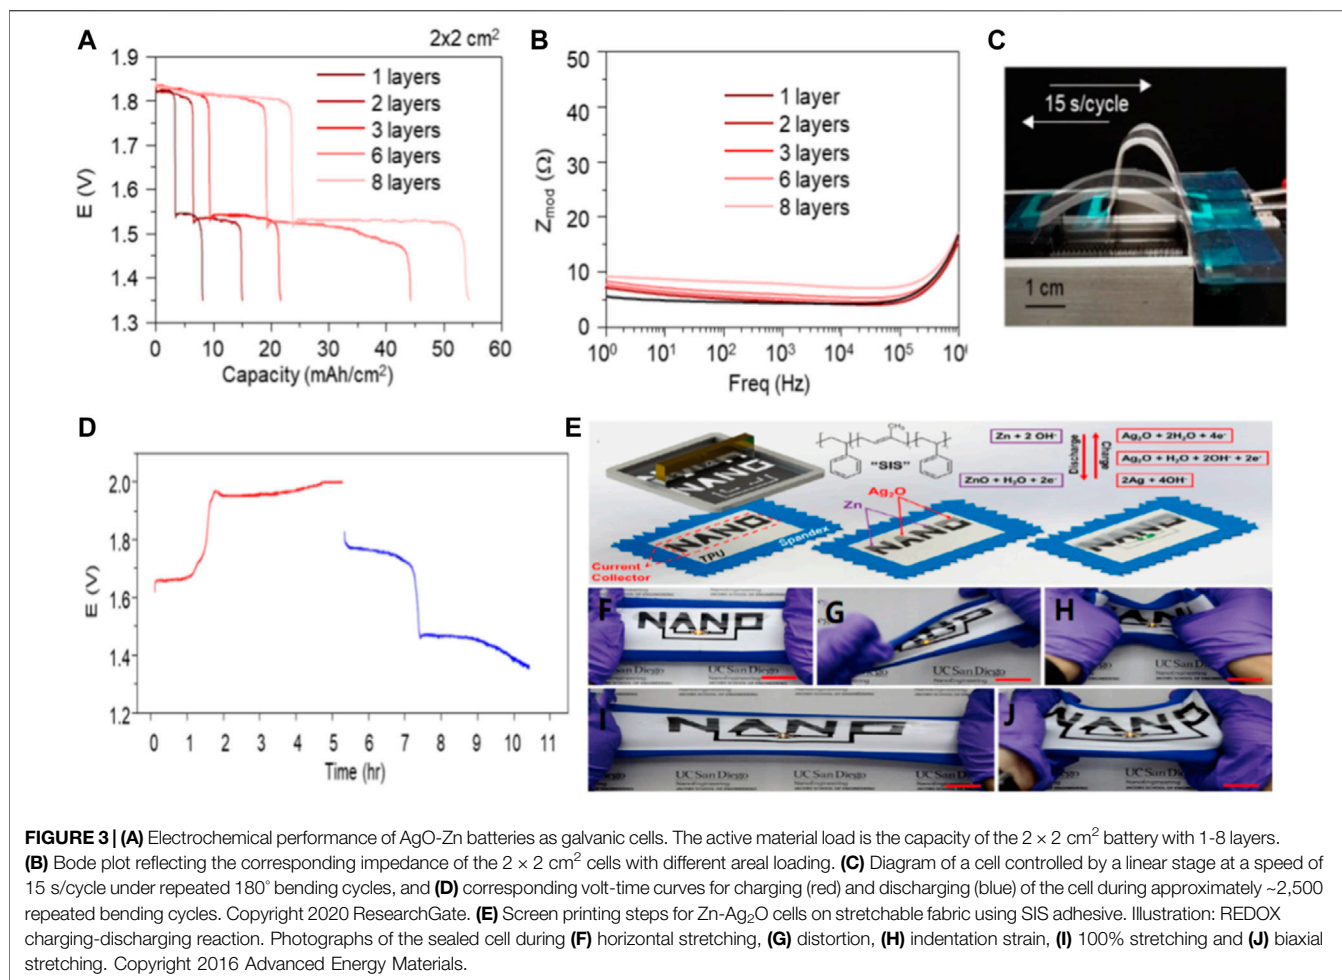 A
2x2 cm²
1.9
1.8
1.7
1.6
1.5
1.4
1.3
E (V)
1 layers
2 layers
3 layers
6 layers
8 layers
0 10 20 30 40 50 60
Capacity (mAh/cm²)
B
50
40
30
20
10
0
Zmod (Ω)
1 layer
2 layers
3 layers
6 layers
8 layers
10⁰ 10¹ 10² 10³ 10⁴ 10⁵
Freq (Hz)
C
15 s/cycle
1 cm
D
2.0
1.8
1.6
1.4
1.2
E (V)
0 1 2 3 4 5 6 7 8 9 10 11
Time (hr)
E
NANO
CH₃
"SIS"
Zn + 2 OH⁻
ZnO + H₂O + 2e⁻
Discharge
Charge
Ag₂O + 2H₂O + 4e⁻
Ag₂O + H₂O + 2OH⁻ + 2e⁻
2Ag + 4OH⁻
Zn
Ag₂O
NANO
TPU
Spandex
Current
Collector
NANO
NANO
F
NANO
UC San Diego
NanoEngineering
G
UC San Diego
NanoEngineering
H
UC San Diego
I
NANO
UC San Diego
UC San Diego
J
NANO
UC San Diego
FIGURE 3 | (A) Electrochemical performance of AgO-Zn batteries as galvanic cells. The active material load is the capacity of the 2 × 2 cm² battery with 1-8 layers.
(B) Bode plot reflecting the corresponding impedance of the 2 × 2 cm² cells with different areal loading. (C) Diagram of a cell controlled by a linear stage at a speed of
15 s/cycle under repeated 180° bending cycles, and (D) corresponding volt-time curves for charging (red) and discharging (blue) of the cell during approximately ~2,500
repeated bending cycles. Copyright 2020 ResearchGate. (E) Screen printing steps for Zn-Ag₂O cells on stretchable fabric using SIS adhesive. Illustration: REDOX
charging-discharging reaction. Photographs of the sealed cell during (F) horizontal stretching, (G) distortion, (H) indentation strain, (I) 100% stretching and (J) biaxial
stretching. Copyright 2016 Advanced Energy Materials.